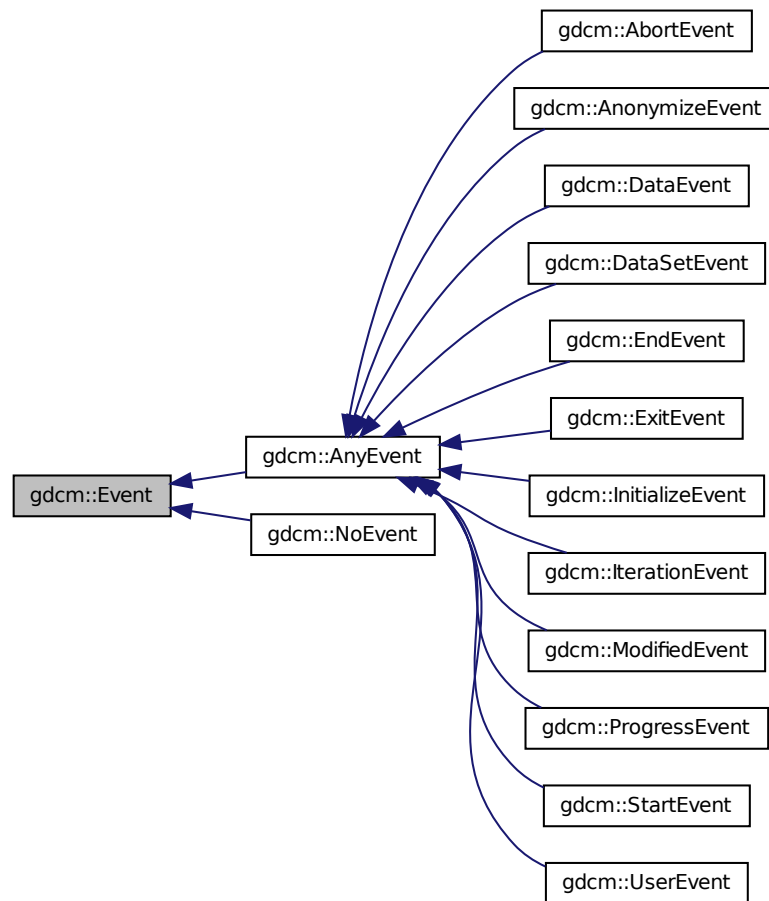 gdcm::AbortEvent
gdcm::AnonymizeEvent
gdcm::DataEvent
gdcm::DataSetEvent
gdcm::EndEvent
gdcm::ExitEvent
gdcm::AnyEvent
gdcm::Event
gdcm::InitializeEvent
gdcm::NoEvent
gdcm::IterationEvent
gdcm::ModifiedEvent
gdcm::ProgressEvent
gdcm::StartEvent
gdcm::UserEvent